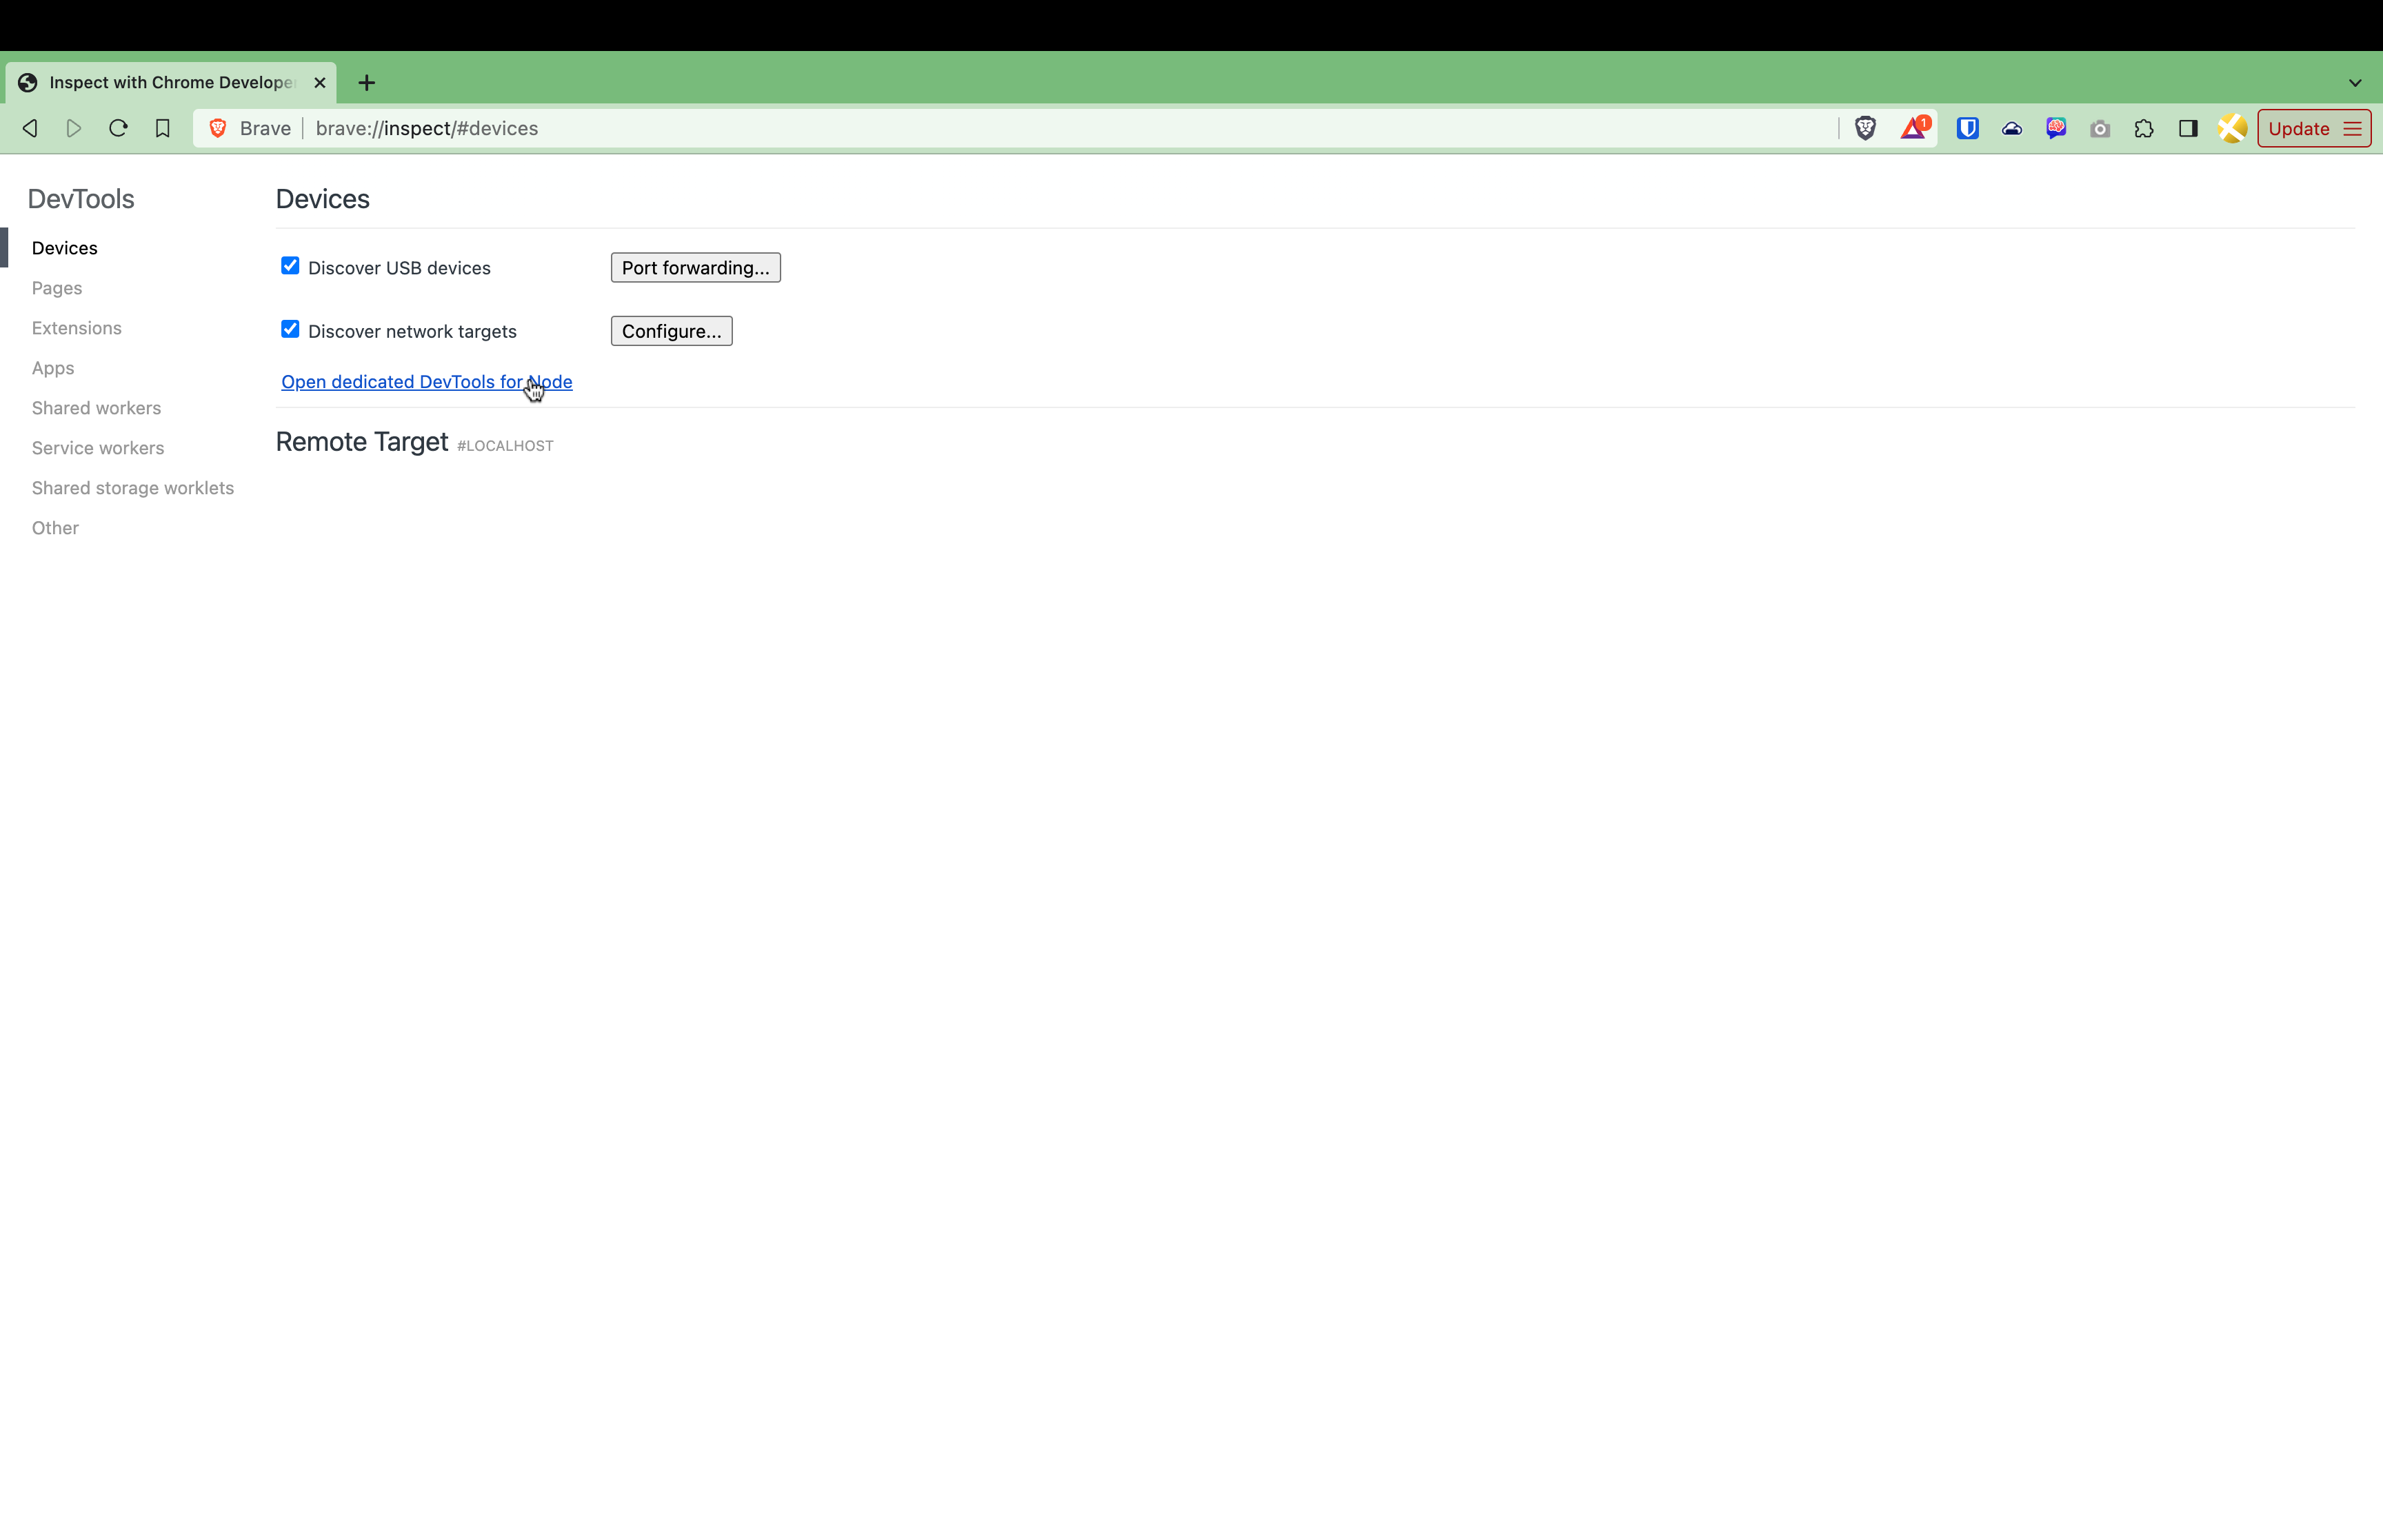 Inspect with Chrome Develope
Brave brave://inspect/#devices 1 Update
DevTools
Devices
Pages
Extensions
Apps
Shared workers
Service workers
Shared storage worklets
Other
Devices
Discover USB devices Port forwarding...
Discover network targets Configure...
Open dedicated DevTools for Node
Remote Target #LOCALHOST